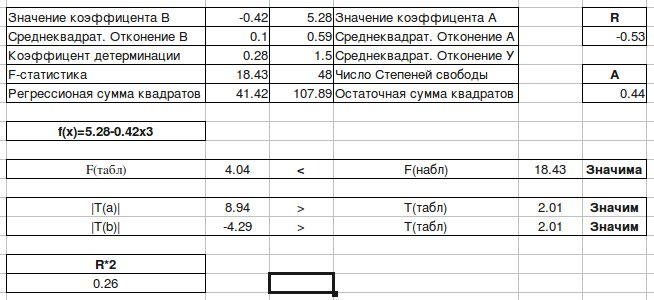 Значение коэффицента В -0.42 5.28 Значение коэффицента А R
Среднеквадрат. Отконение В 0.1 0.59 Среднеквадрат. Отконение А -0.53
Коэффицент детерминации 0.28 1.5 Среднеквадрат. Отконение У
F-статистика 18.43 48 Число Степеней свободы А
Регрессионая сумма квадратов 41.42 107.89 Остаточная сумма квадратов 0.44
f(x)=5.28-0.42x3
F(табл) 4.04 < F(набл) 18.43 Значима
|T(a)| 8.94 > T(табл) 2.01 Значим
|T(b)| -4.29 > T(табл) 2.01 Значим
R*2
0.26